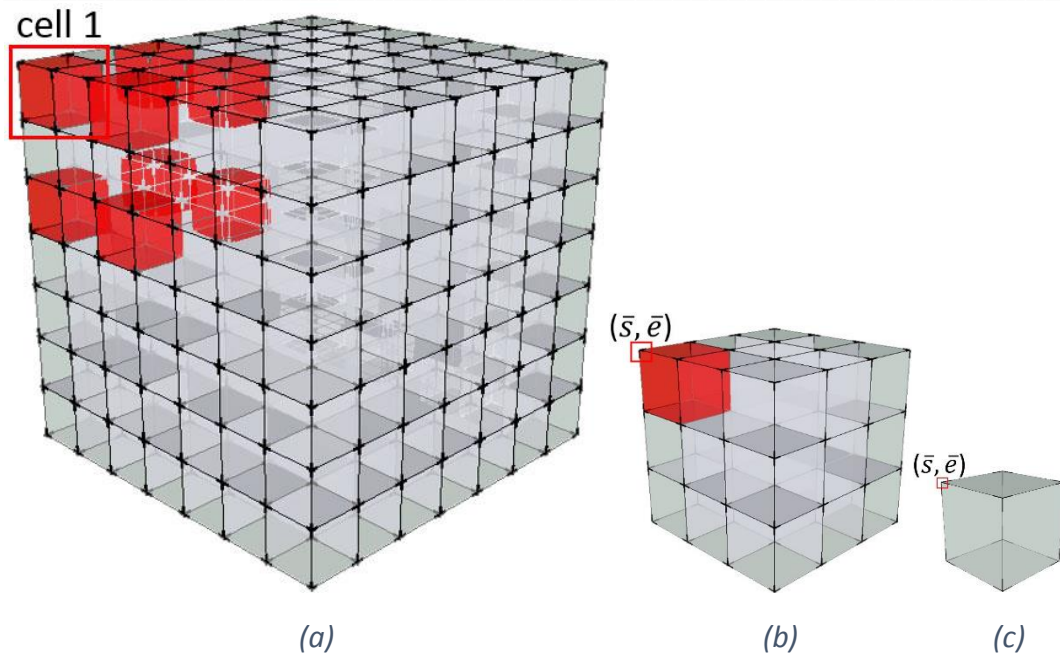 cell 1
(s̄, ē)
(s̄, ē)
(a)
(b)
(c)